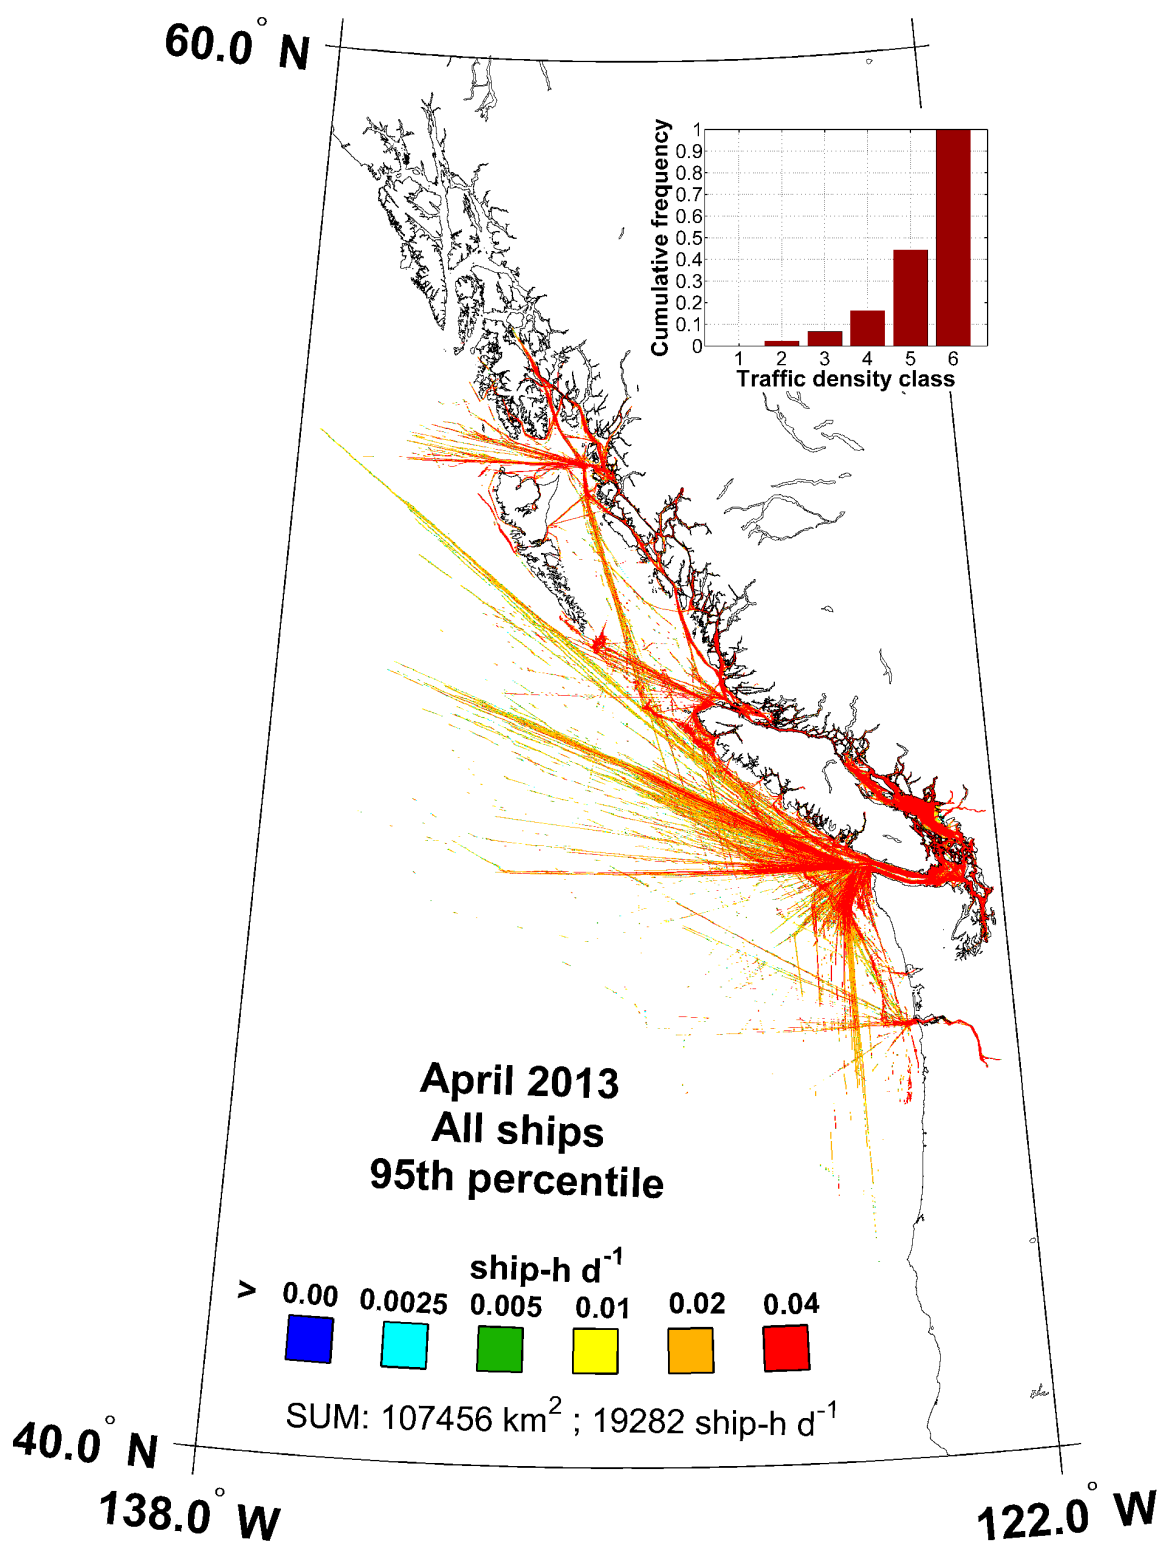 60.0° N
Cumulative frequency
1
0.9
0.8
0.7
0.6
0.5
0.4
0.3
0.2
0.1
0
1 2 3 4 5 6
Traffic density class
April 2013
All ships
95th percentile
ship-h d⁻¹
> 0.00 0.0025 0.005 0.01 0.02 0.04
SUM: 107456 km² ; 19282 ship-h d⁻¹
40.0° N
138.0° W
122.0° W